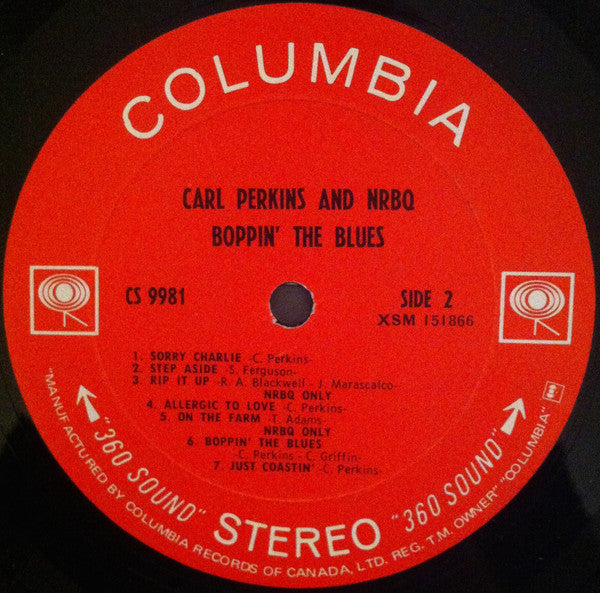 COLUMBIA
CARL PERKINS AND NRBQ
BOPPIN' THE BLUES
CS 9981
SIDE 2
XSM 151866
1. SORRY CHARLIE -C. Perkins-
2. STEP ASIDE -S. Ferguson-
3. RIP IT UP -R. A. Blackwell - J. Marascalco-
NRBQ ONLY
4. ALLERGIC TO LOVE -C. Perkins-
5. ON THE FARM -T. Adams-
NRBQ ONLY
6. BOPPIN' THE BLUES
-C. Perkins - C. Griffin-
7. JUST COASTIN' -C. Perkins-
"360 SOUND" STEREO "360 SOUND"
"MANUFACTURED BY COLUMBIA RECORDS OF CANADA, LTD. REG. T.M. OWNER" "COLUMBIA"